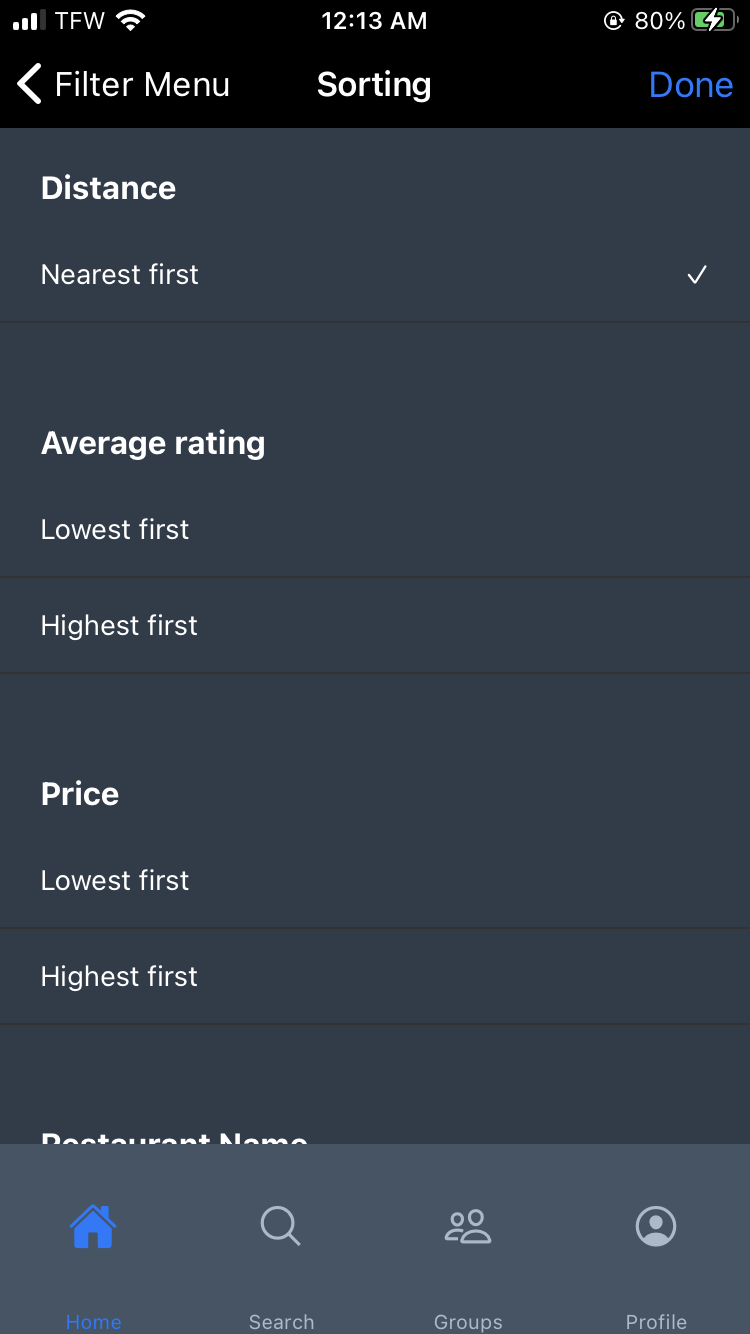 TFW 12:13 AM 80%
Filter Menu Sorting Done
Distance
Nearest first
Average rating
Lowest first
Highest first
Price
Lowest first
Highest first
Restaurant Name
Home Search Groups Profile